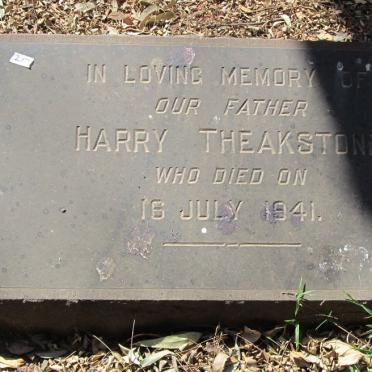 IN LOVING MEMORY OF
OUR FATHER
HARRY THEAKSTONE
WHO DIED ON
16 JULY 1941.